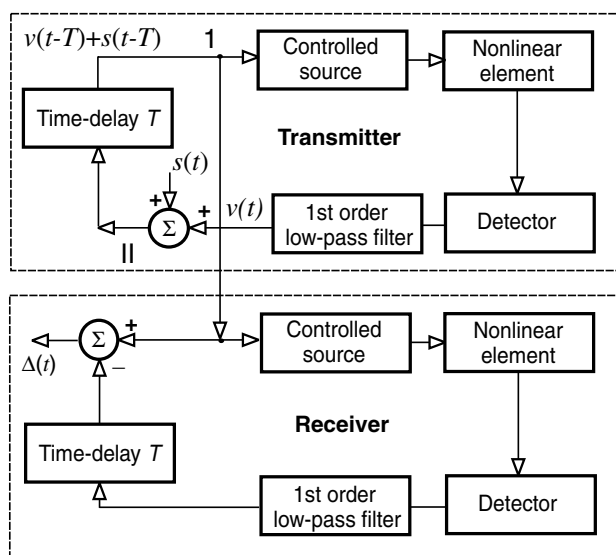 v(t-T)+s(t-T)
1
Controlled
source
Nonlinear
element
Time-delay T
Transmitter
s(t)
+
Σ
+
v(t)
1st order
low-pass filter
Detector
II
Σ
+
Controlled
source
Nonlinear
element
Δ(t)
−
Receiver
Time-delay T
1st order
low-pass filter
Detector